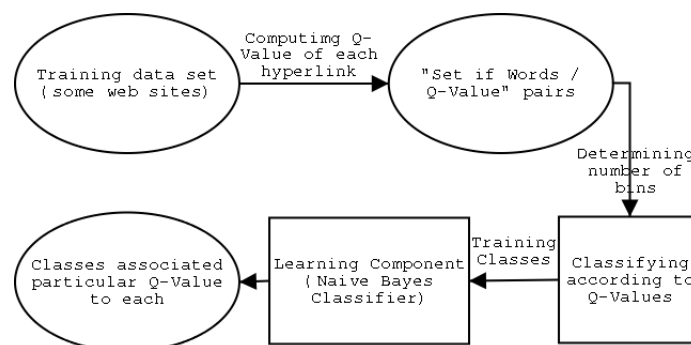 Training data set
(some web sites)
Computimg Q-
Value of each
hyperlink
"Set if Words /
Q-Value" pairs
Determining
number of
bins
Classifying
according to
Q-Values
Training
Classes
Learning Component
(Naive Bayes
Classifier)
Classes associated
particular Q-Value
to each